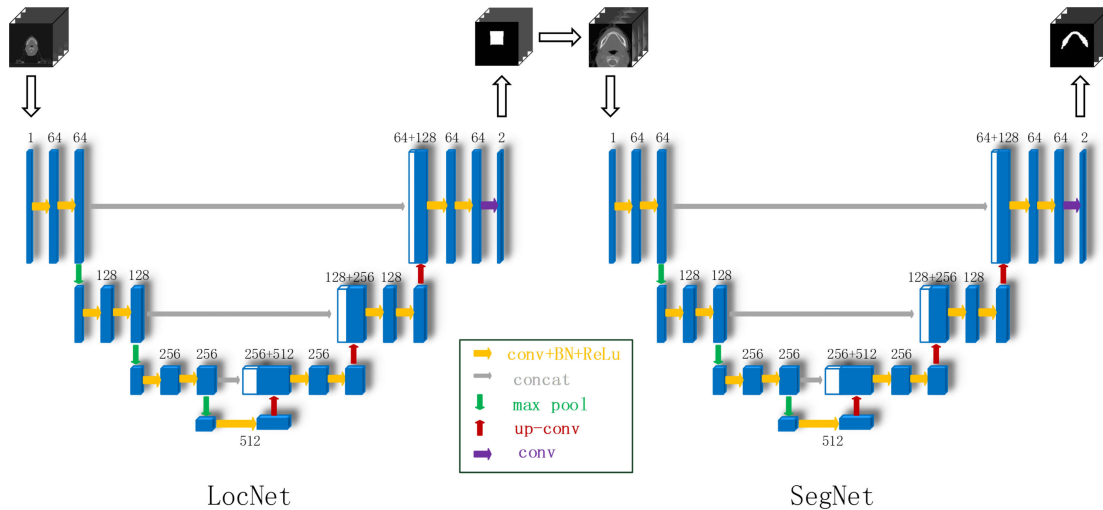 1 64 64
64+128 64 64 2
1 64 64
64+128 64 64 2
128 128
128+256 128
128 128
128+256 128
256 256 256+512 256
256 256 256+512 256
512
512
conv+BN+ReLu
concat
max pool
up-conv
conv
LocNet
SegNet